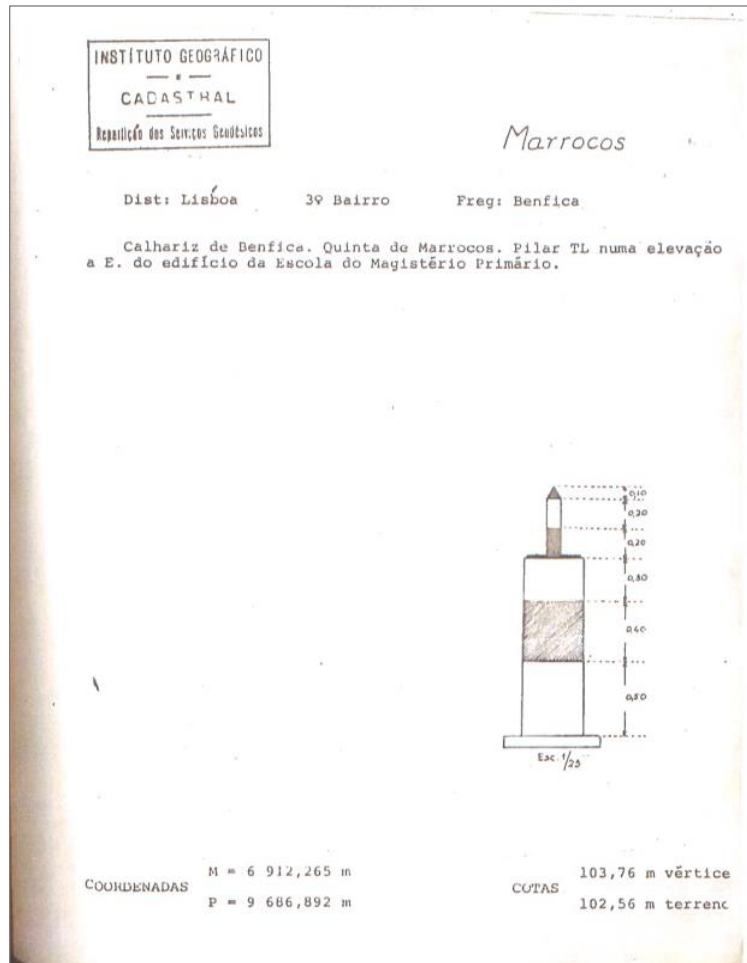 INSTITUTO GEOGRÁFICO
CADASTRAL
Repartição dos Serviços Geodésicos
Marrocos
Dist: Lisboa 3º Bairro Freg: Benfica
Calhariz de Benfica. Quinta de Marrocos. Pilar TL numa elevação
a E. do edifício da Escola do Magistério Primário.
0,10
0,20
0,20
0,30
0,40
0,50
Esc. 1/25
COORDENADAS
M = 6 912,265 m
P = 9 686,892 m
COTAS
103,76 m vértice
102,56 m terreno